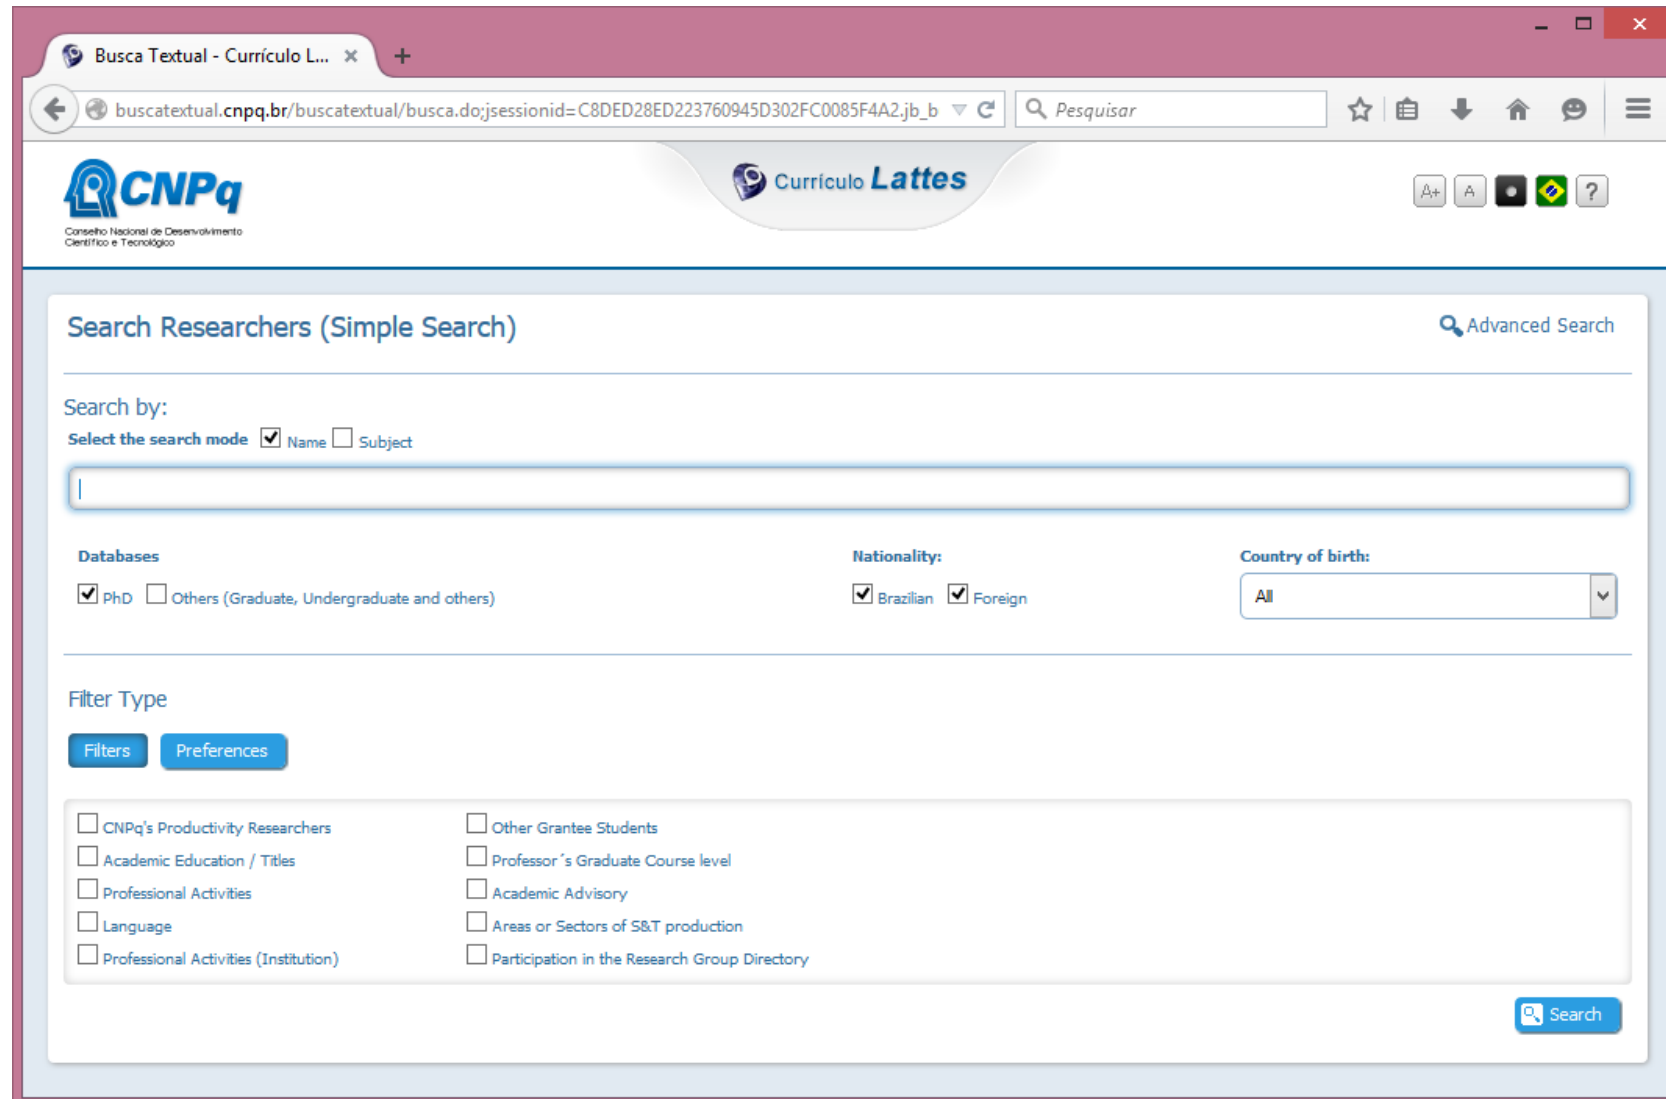 Busca Textual - Currículo L...
buscatextual.cnpq.br/buscatextual/busca.do;jsessionid=C8DED28ED223760945D302FC0085F4A2.jb_b
Pesquisar
CNPq
Conselho Nacional de Desenvolvimento
Científico e Tecnológico
Currículo Lattes
A+ A ?
Search Researchers (Simple Search)
Advanced Search
Search by:
Select the search mode Name Subject
Databases Nationality: Country of birth:
PhD Others (Graduate, Undergraduate and others) Brazilian Foreign All
Filter Type
Filters Preferences
CNPq's Productivity Researchers Other Grantee Students
Academic Education / Titles Professor´s Graduate Course level
Professional Activities Academic Advisory
Language Areas or Sectors of S&T production
Professional Activities (Institution) Participation in the Research Group Directory
Search